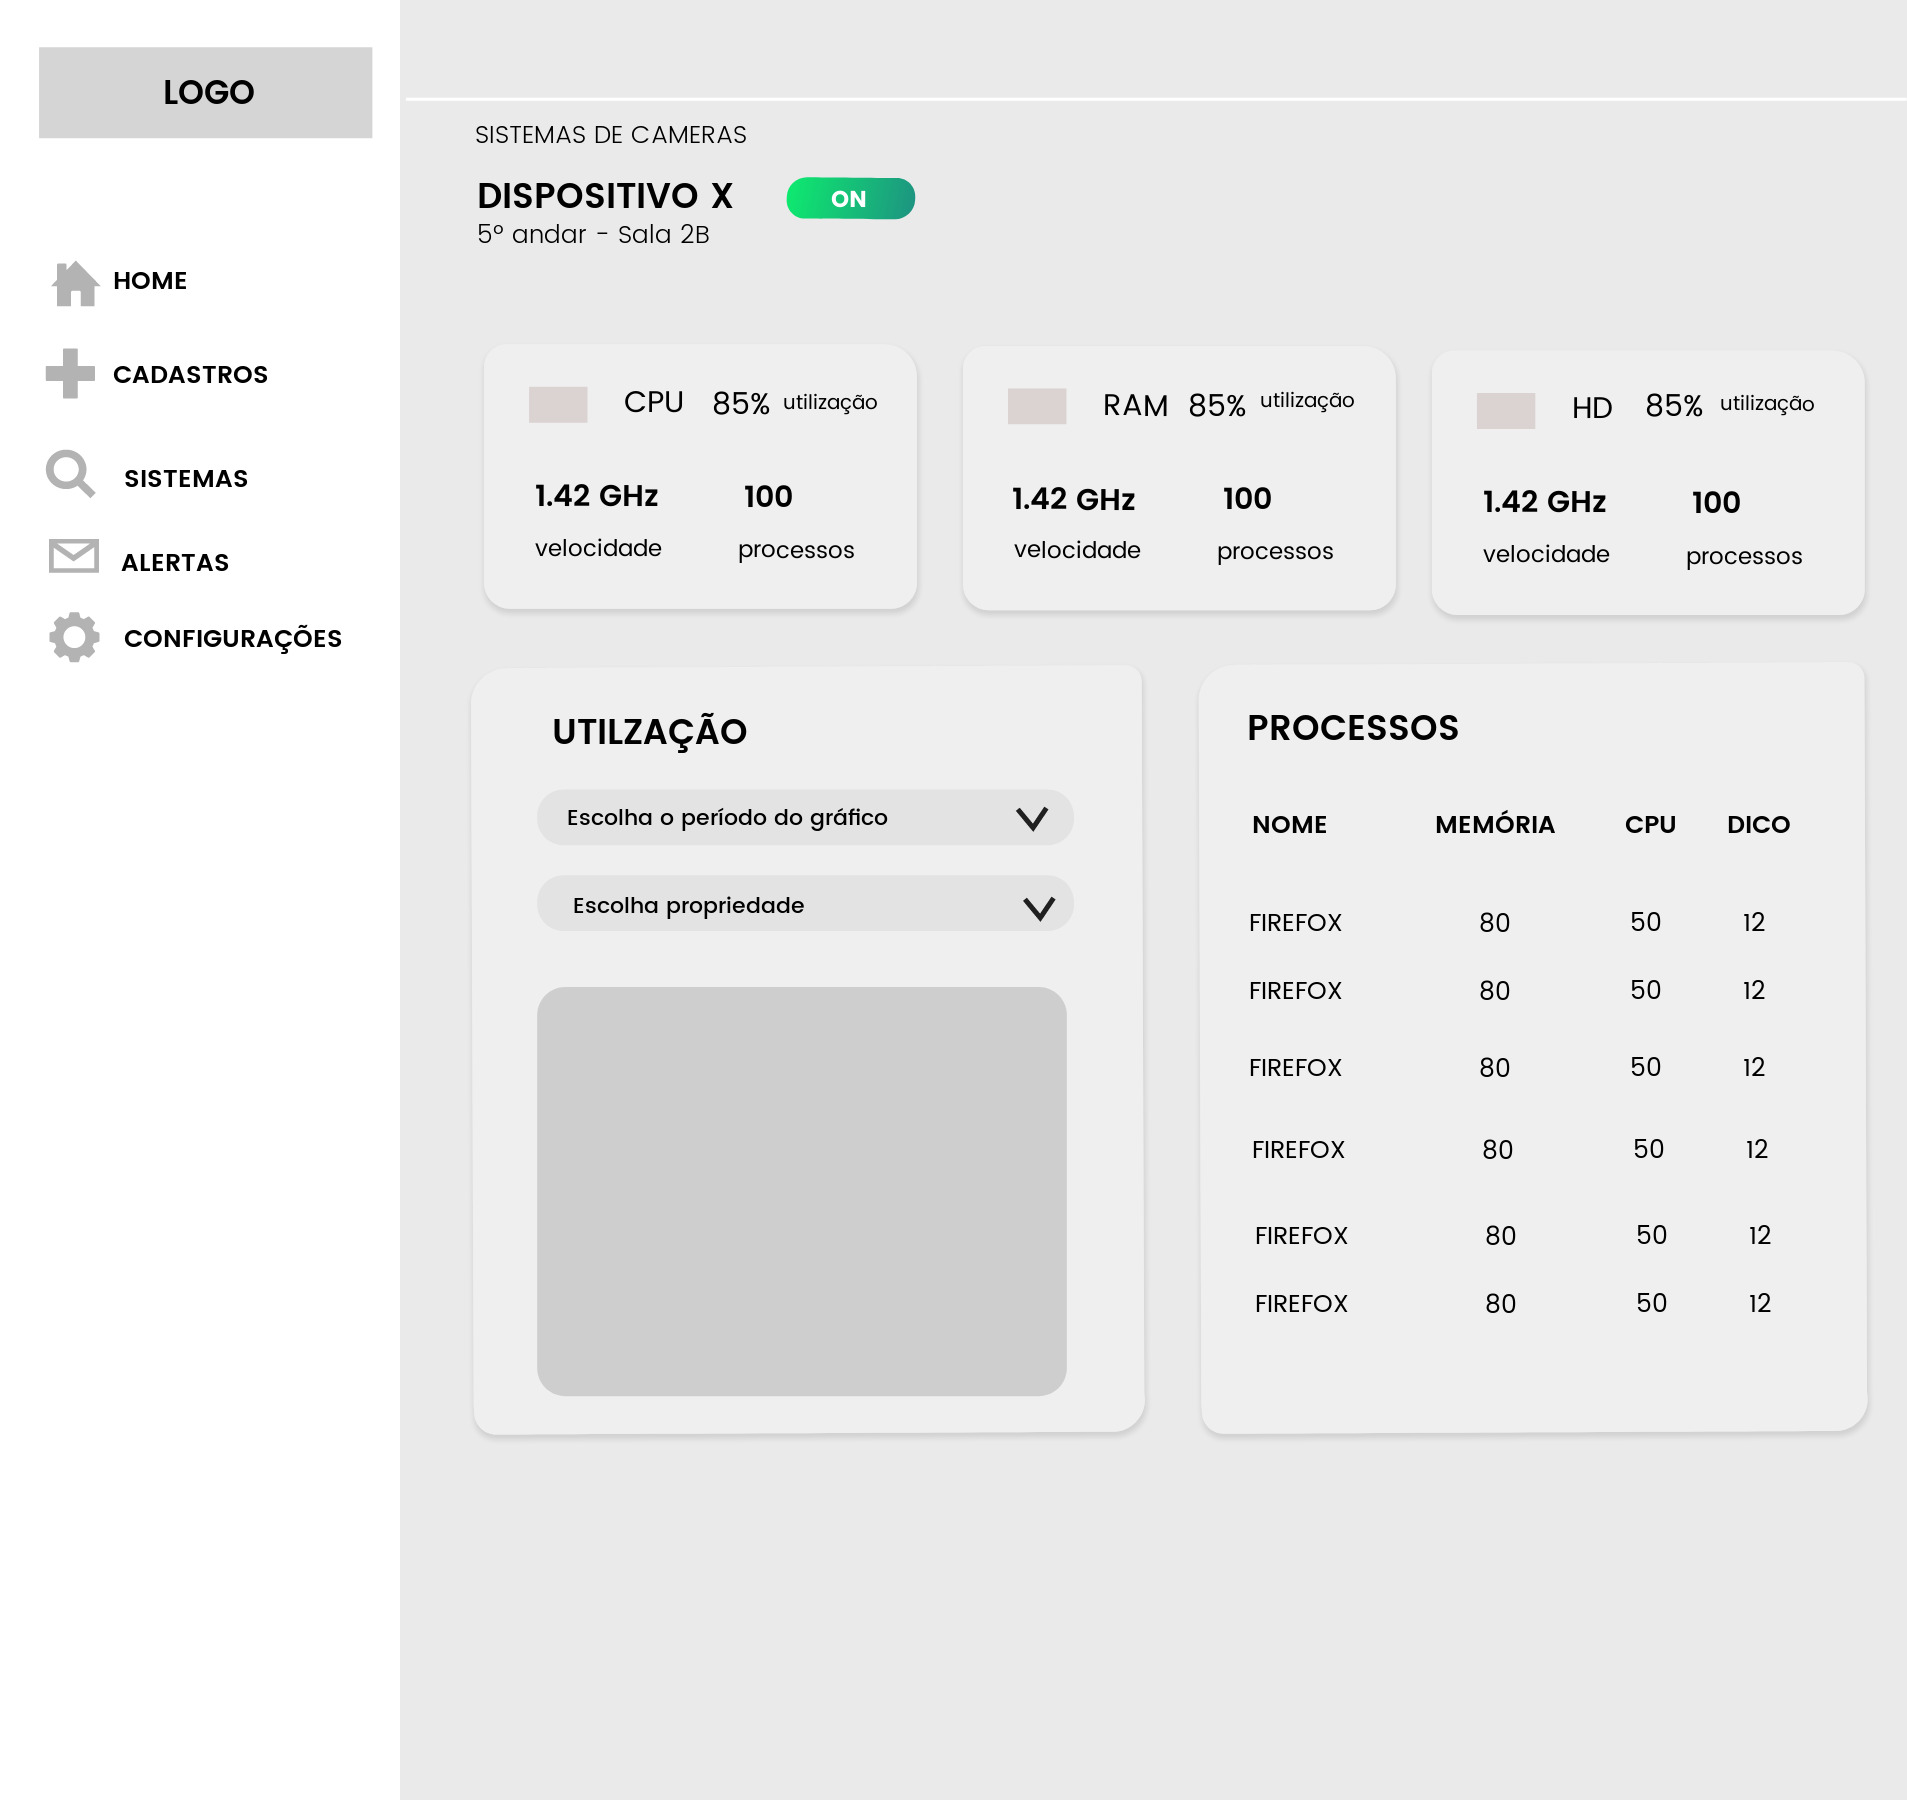 LOGO
HOME
CADASTROS
SISTEMAS
ALERTAS
CONFIGURAÇÕES
SISTEMAS DE CAMERAS
DISPOSITIVO X ON
5º andar - Sala 2B
CPU 85% utilização
1.42 GHz 100
velocidade processos
RAM 85% utilização
1.42 GHz 100
velocidade processos
HD 85% utilização
1.42 GHz 100
velocidade processos
UTILZAÇÃO
Escolha o período do gráfico
Escolha propriedade
PROCESSOS
NOME MEMÓRIA CPU DICO
FIREFOX 80 50 12
FIREFOX 80 50 12
FIREFOX 80 50 12
FIREFOX 80 50 12
FIREFOX 80 50 12
FIREFOX 80 50 12